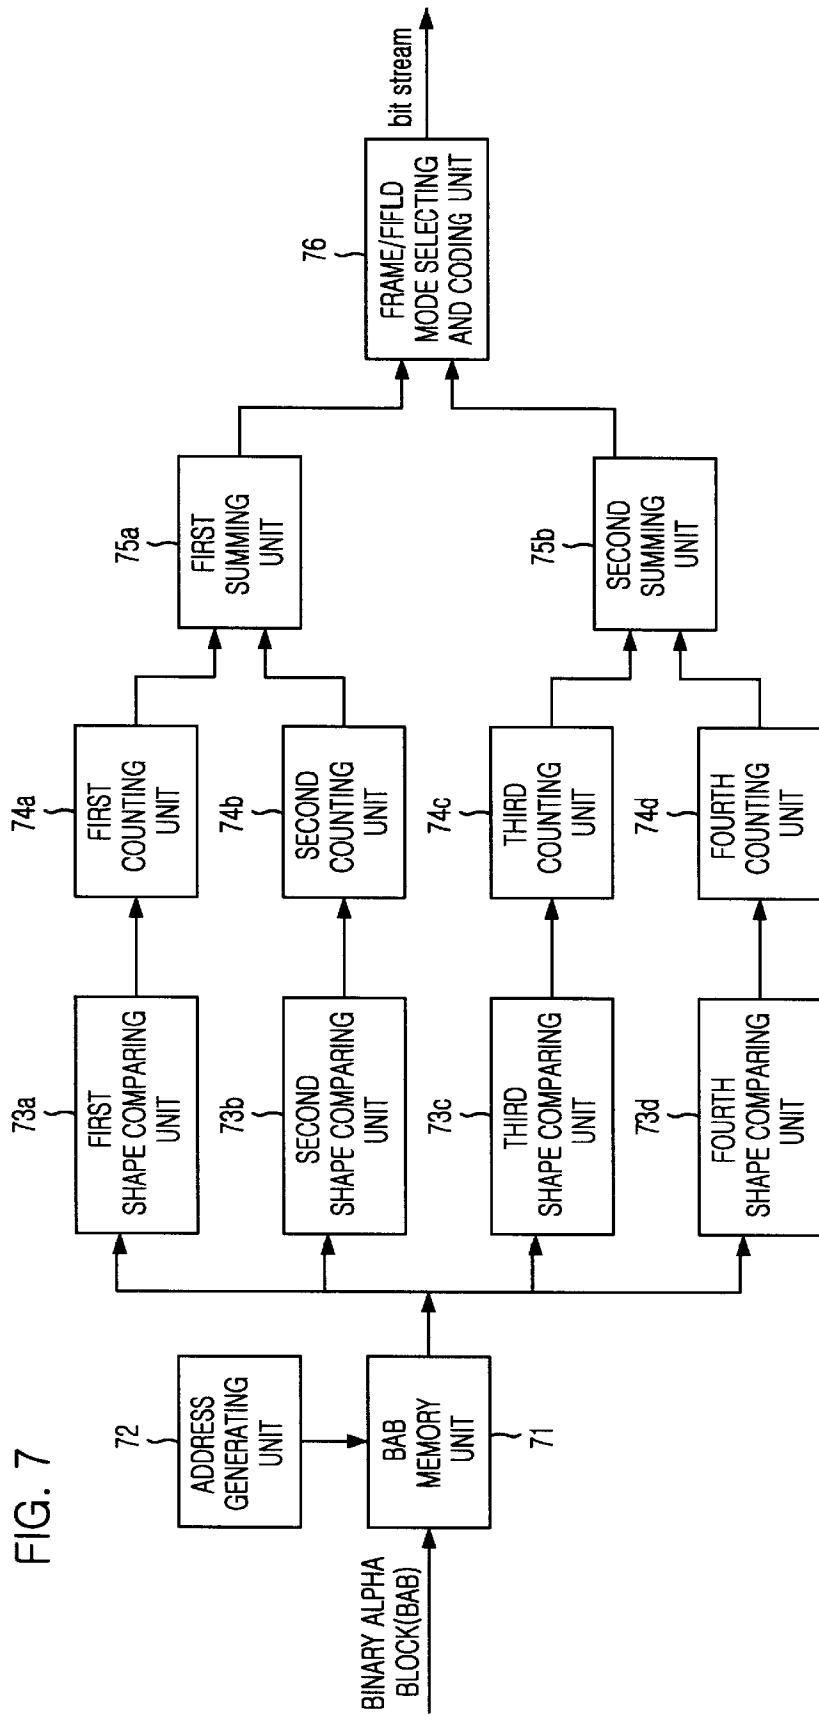 FIG. 7
BINARY ALPHA
BLOCK(BAB)
72
ADDRESS
GENERATING
UNIT
BAB
MEMORY
UNIT
71
73a
FIRST
SHAPE COMPARING
UNIT
73b
SECOND
SHAPE COMPARING
UNIT
73c
THIRD
SHAPE COMPARING
UNIT
73d
FOURTH
SHAPE COMPARING
UNIT
74a
FIRST
COUNTING
UNIT
74b
SECOND
COUNTING
UNIT
74c
THIRD
COUNTING
UNIT
74d
FOURTH
COUNTING
UNIT
75a
FIRST
SUMMING
UNIT
75b
SECOND
SUMMING
UNIT
76
FRAME/FIFLD
MODE SELECTING
AND CODING UNIT
bit stream